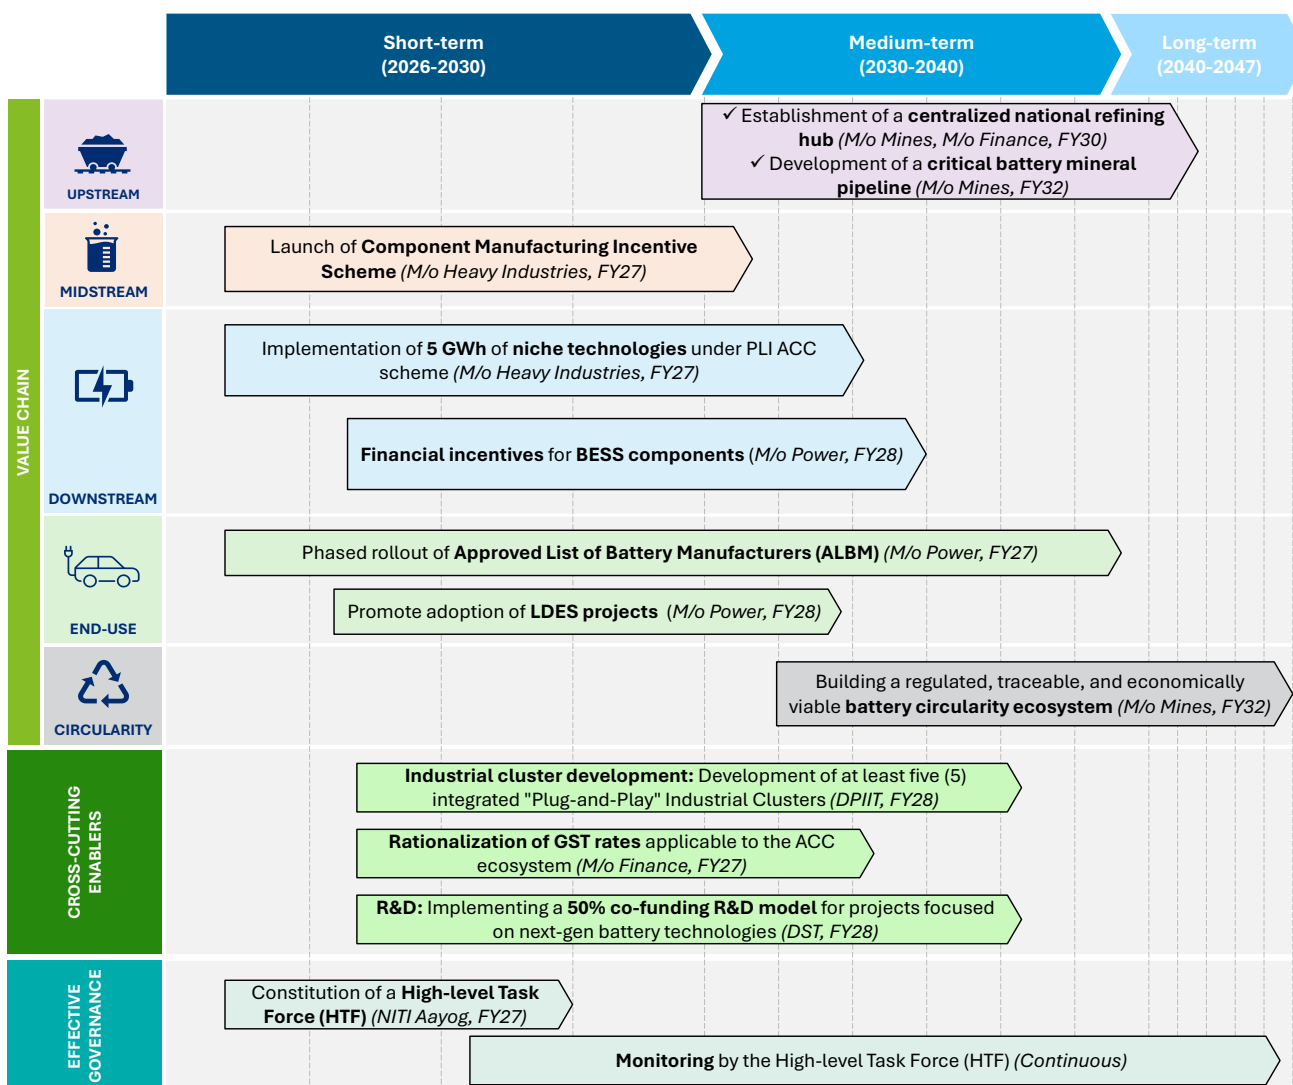 Short-term
(2026-2030)
Medium-term
(2030-2040)
Long-term
(2040-2047)
VALUE CHAIN
UPSTREAM
✓ Establishment of a centralized national refining
hub (M/o Mines, M/o Finance, FY30)
✓ Development of a critical battery mineral
pipeline (M/o Mines, FY32)
MIDSTREAM
Launch of Component Manufacturing Incentive
Scheme (M/o Heavy Industries, FY27)
DOWNSTREAM
Implementation of 5 GWh of niche technologies under PLI ACC
scheme (M/o Heavy Industries, FY27)
Financial incentives for BESS components (M/o Power, FY28)
END-USE
Phased rollout of Approved List of Battery Manufacturers (ALBM) (M/o Power, FY27)
Promote adoption of LDES projects (M/o Power, FY28)
CIRCULARITY
Building a regulated, traceable, and economically
viable battery circularity ecosystem (M/o Mines, FY32)
CROSS-CUTTING
ENABLERS
Industrial cluster development: Development of at least five (5)
integrated "Plug-and-Play" Industrial Clusters (DPIIT, FY28)
Rationalization of GST rates applicable to the ACC
ecosystem (M/o Finance, FY27)
R&D: Implementing a 50% co-funding R&D model for projects focused
on next-gen battery technologies (DST, FY28)
EFFECTIVE
GOVERNANCE
Constitution of a High-level Task
Force (HTF) (NITI Aayog, FY27)
Monitoring by the High-level Task Force (HTF) (Continuous)